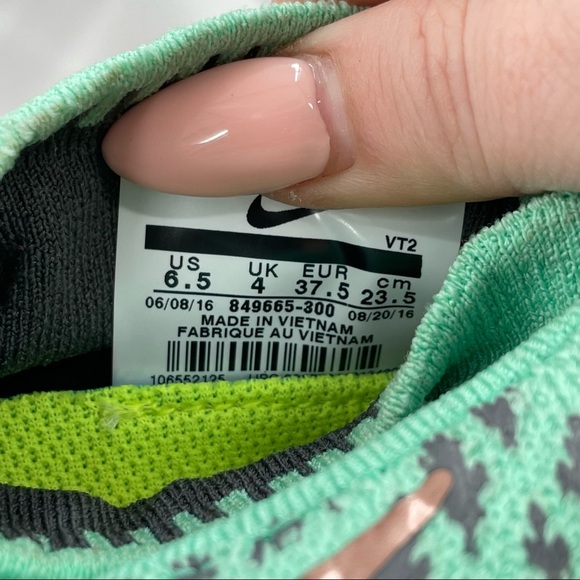 VT2
US UK EUR cm
6.5 4 37.5 23.5
06/08/16 849665-300 08/20/16
MADE IN VIETNAM
FABRIQUE AU VIETNAM
106552125